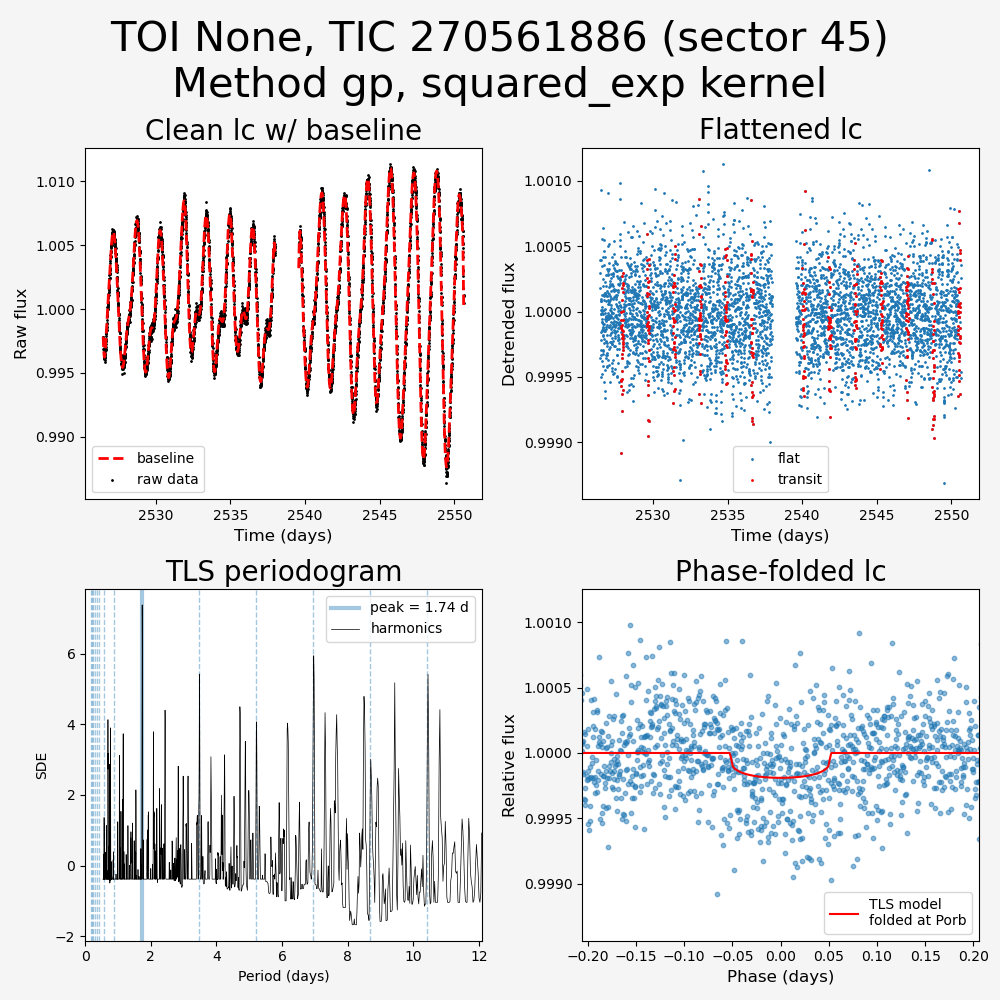 TOI None, TIC 270561886 (sector 45)
Method gp, squared_exp kernel
Clean lc w/ baseline
Raw flux
1.010
1.005
1.000
0.995
0.990
baseline
raw data
2530 2535 2540 2545 2550
Time (days)
Flattened lc
Detrended flux
1.0010
1.0005
1.0000
0.9995
0.9990
flat
transit
2530 2535 2540 2545 2550
Time (days)
TLS periodogram
SDE
6
4
2
0
−2
peak = 1.74 d
harmonics
0 2 4 6 8 10 12
Period (days)
Phase-folded lc
Relative flux
1.0010
1.0005
1.0000
0.9995
0.9990
TLS model
folded at Porb
−0.20 −0.15 −0.10 −0.05 0.00 0.05 0.10 0.15 0.20
Phase (days)